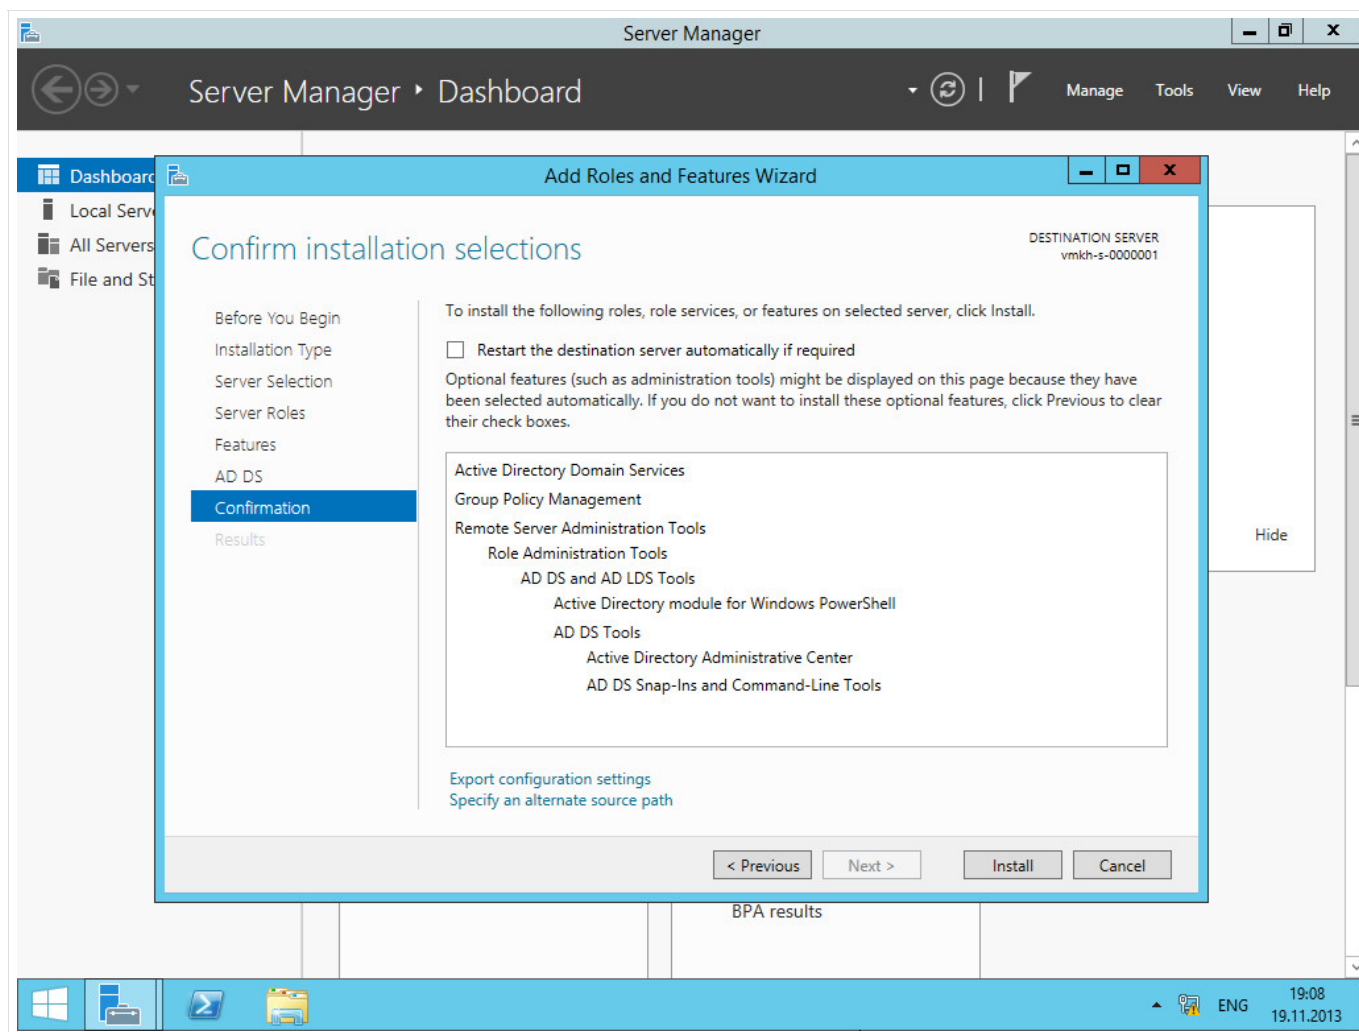 Server Manager
Server Manager ‣ Dashboard
Manage Tools View Help
Dashboard
Local Serv
All Servers
File and St
Add Roles and Features Wizard
Confirm installation selections
DESTINATION SERVER
vmkh-s-0000001
Before You Begin
Installation Type
Server Selection
Server Roles
Features
AD DS
Confirmation
Results
To install the following roles, role services, or features on selected server, click Install.
Restart the destination server automatically if required
Optional features (such as administration tools) might be displayed on this page because they have
been selected automatically. If you do not want to install these optional features, click Previous to clear
their check boxes.
Active Directory Domain Services
Group Policy Management
Remote Server Administration Tools
Role Administration Tools
AD DS and AD LDS Tools
Active Directory module for Windows PowerShell
AD DS Tools
Active Directory Administrative Center
AD DS Snap-Ins and Command-Line Tools
Export configuration settings
Specify an alternate source path
< Previous Next > Install Cancel
Hide
BPA results
ENG
19:08
19.11.2013